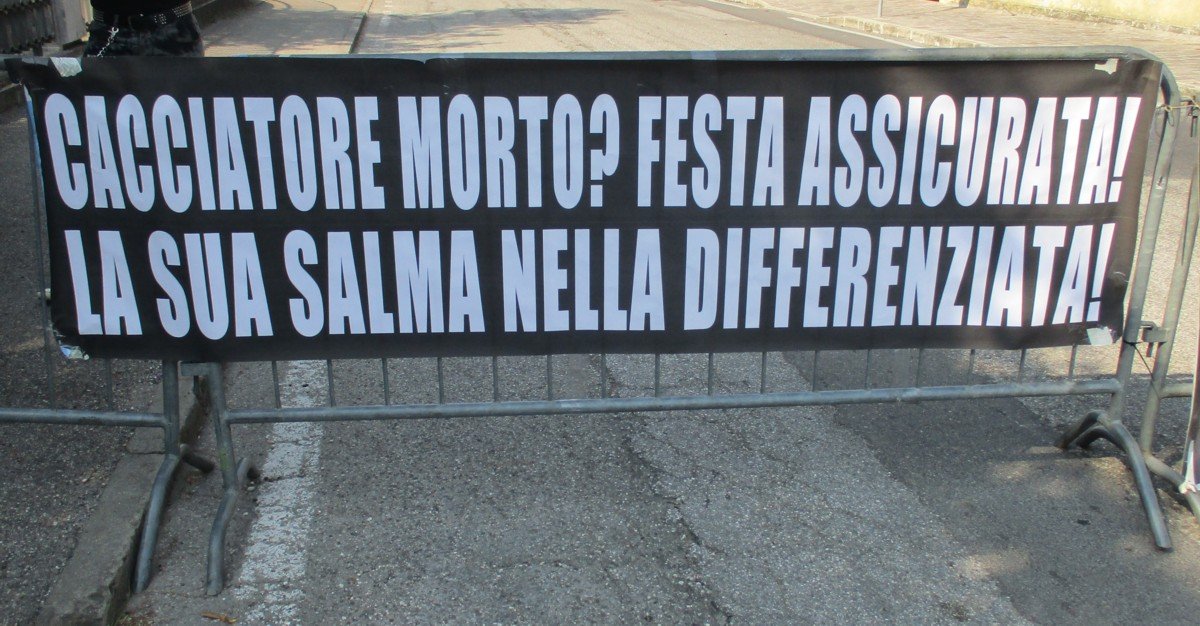 CACCIATORE MORTO? FESTA ASSICURATA!
LA SUA SALMA NELLA DIFFERENZIATA!